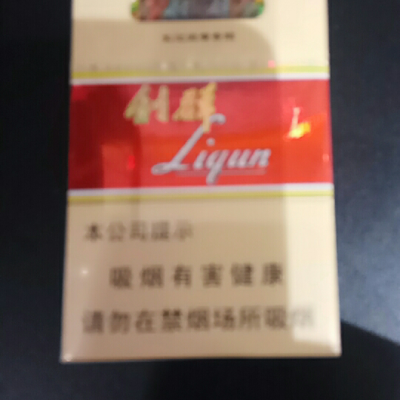 利群
Liqun
本公司提示
吸烟有害健康
请勿在禁烟场所吸烟